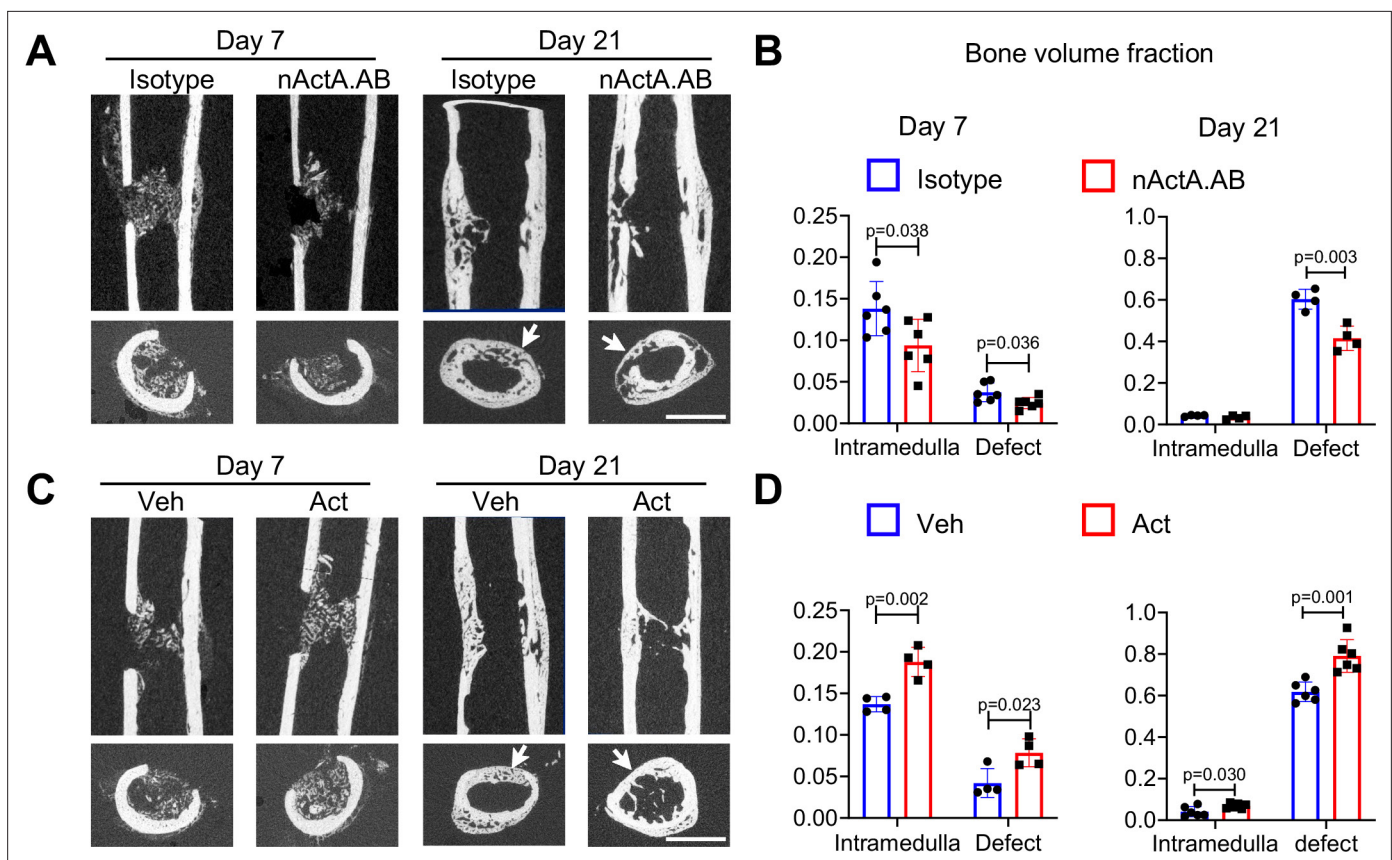 A
Day 7
Day 21
Isotype
nActA.AB
Isotype
nActA.AB
B
Bone volume fraction
Day 7
Day 21
Isotype
nActA.AB
0.25
0.20
0.15
0.10
0.05
0.00
p=0.038
p=0.036
Intramedulla
Defect
1.0
0.8
0.6
0.4
0.2
0.0
p=0.003
Intramedulla
Defect
C
Day 7
Day 21
Veh
Act
Veh
Act
D
Veh
Act
0.25
0.20
0.15
0.10
0.05
0.00
p=0.002
p=0.023
Intramedulla
Defect
1.0
0.8
0.6
0.4
0.2
0.0
p=0.030
p=0.001
Intramedulla
defect